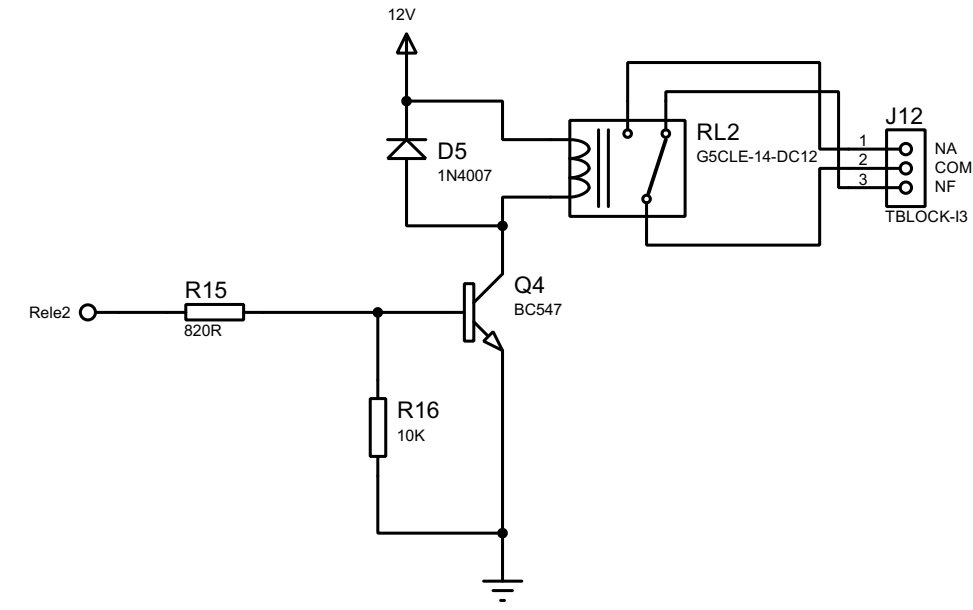 12V
J12
RL2
G5CLE-14-DC12
D5
1N4007
1
NA
2
COM
3
NF
TBLOCK-I3
Q4
BC547
R15
Rele2
820R
R16
10K